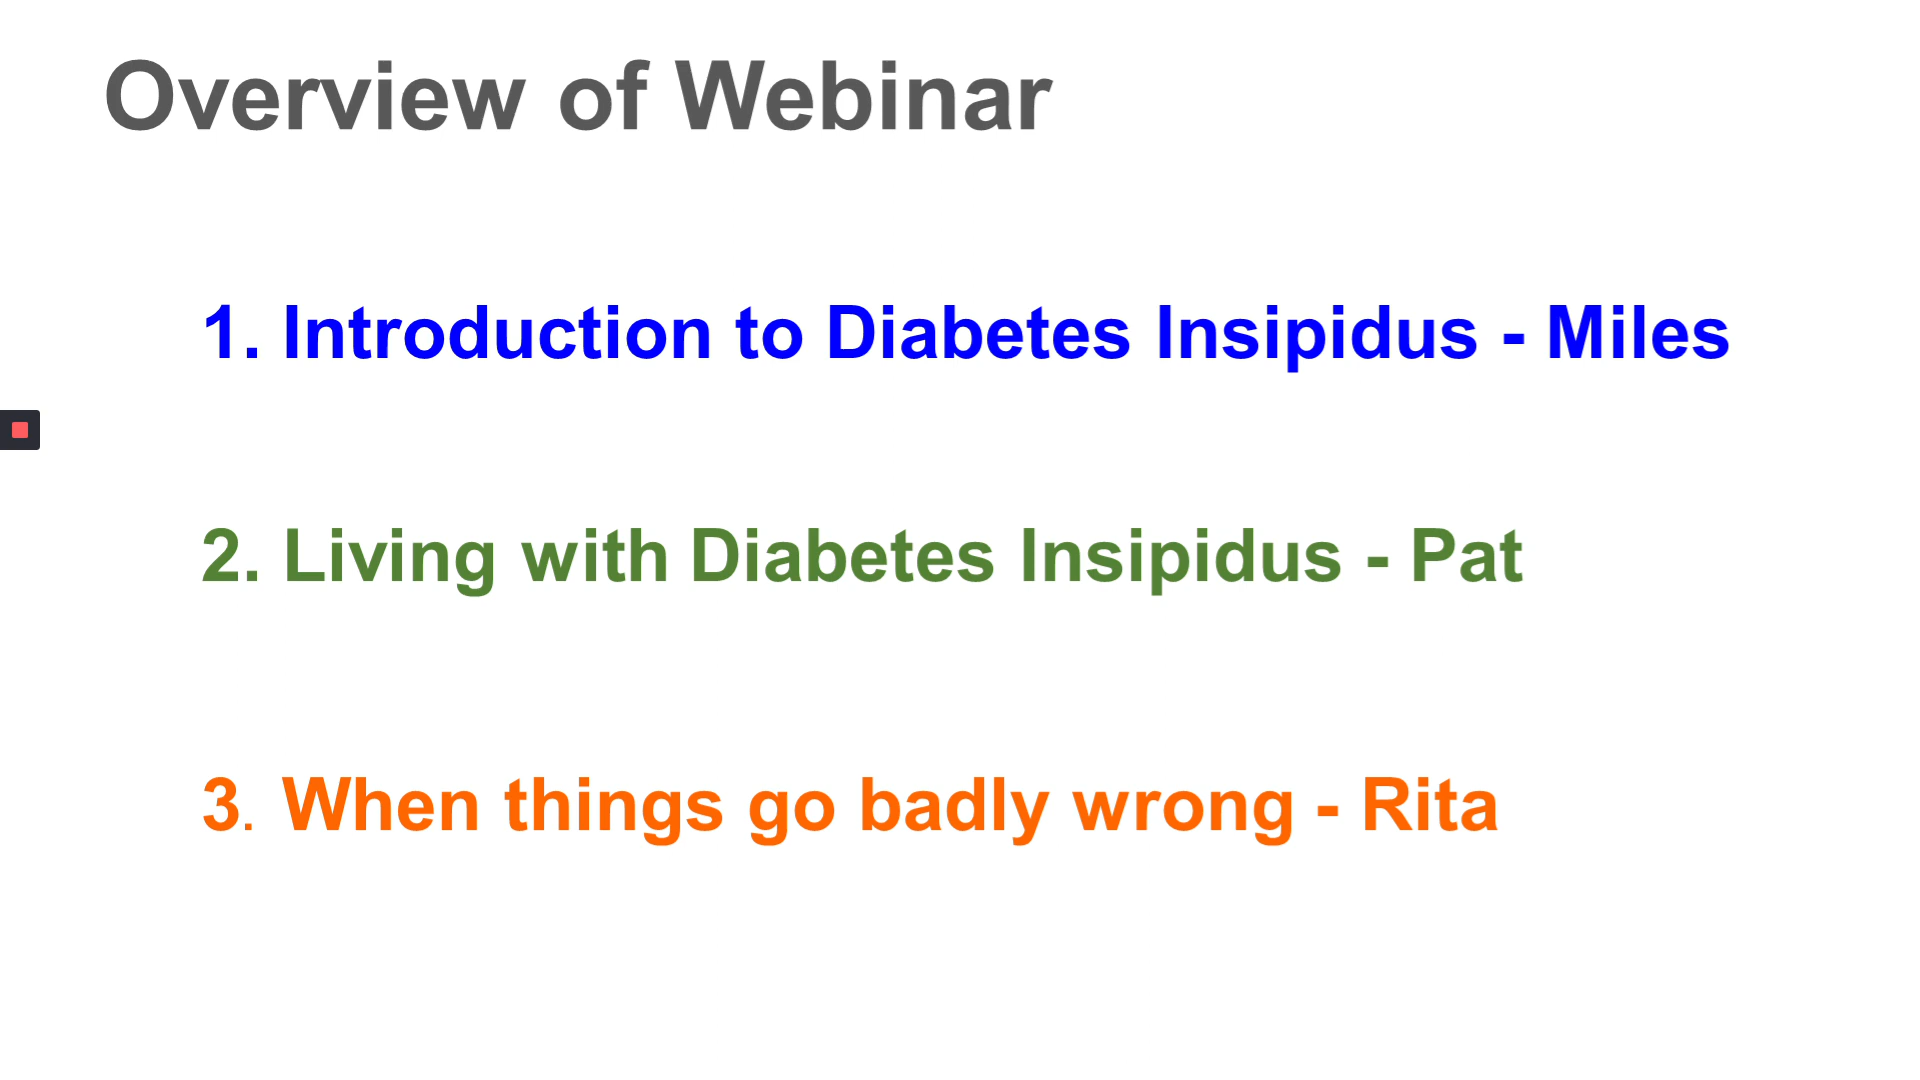 Overview of Webinar
1. Introduction to Diabetes Insipidus - Miles
2. Living with Diabetes Insipidus - Pat
3. When things go badly wrong - Rita